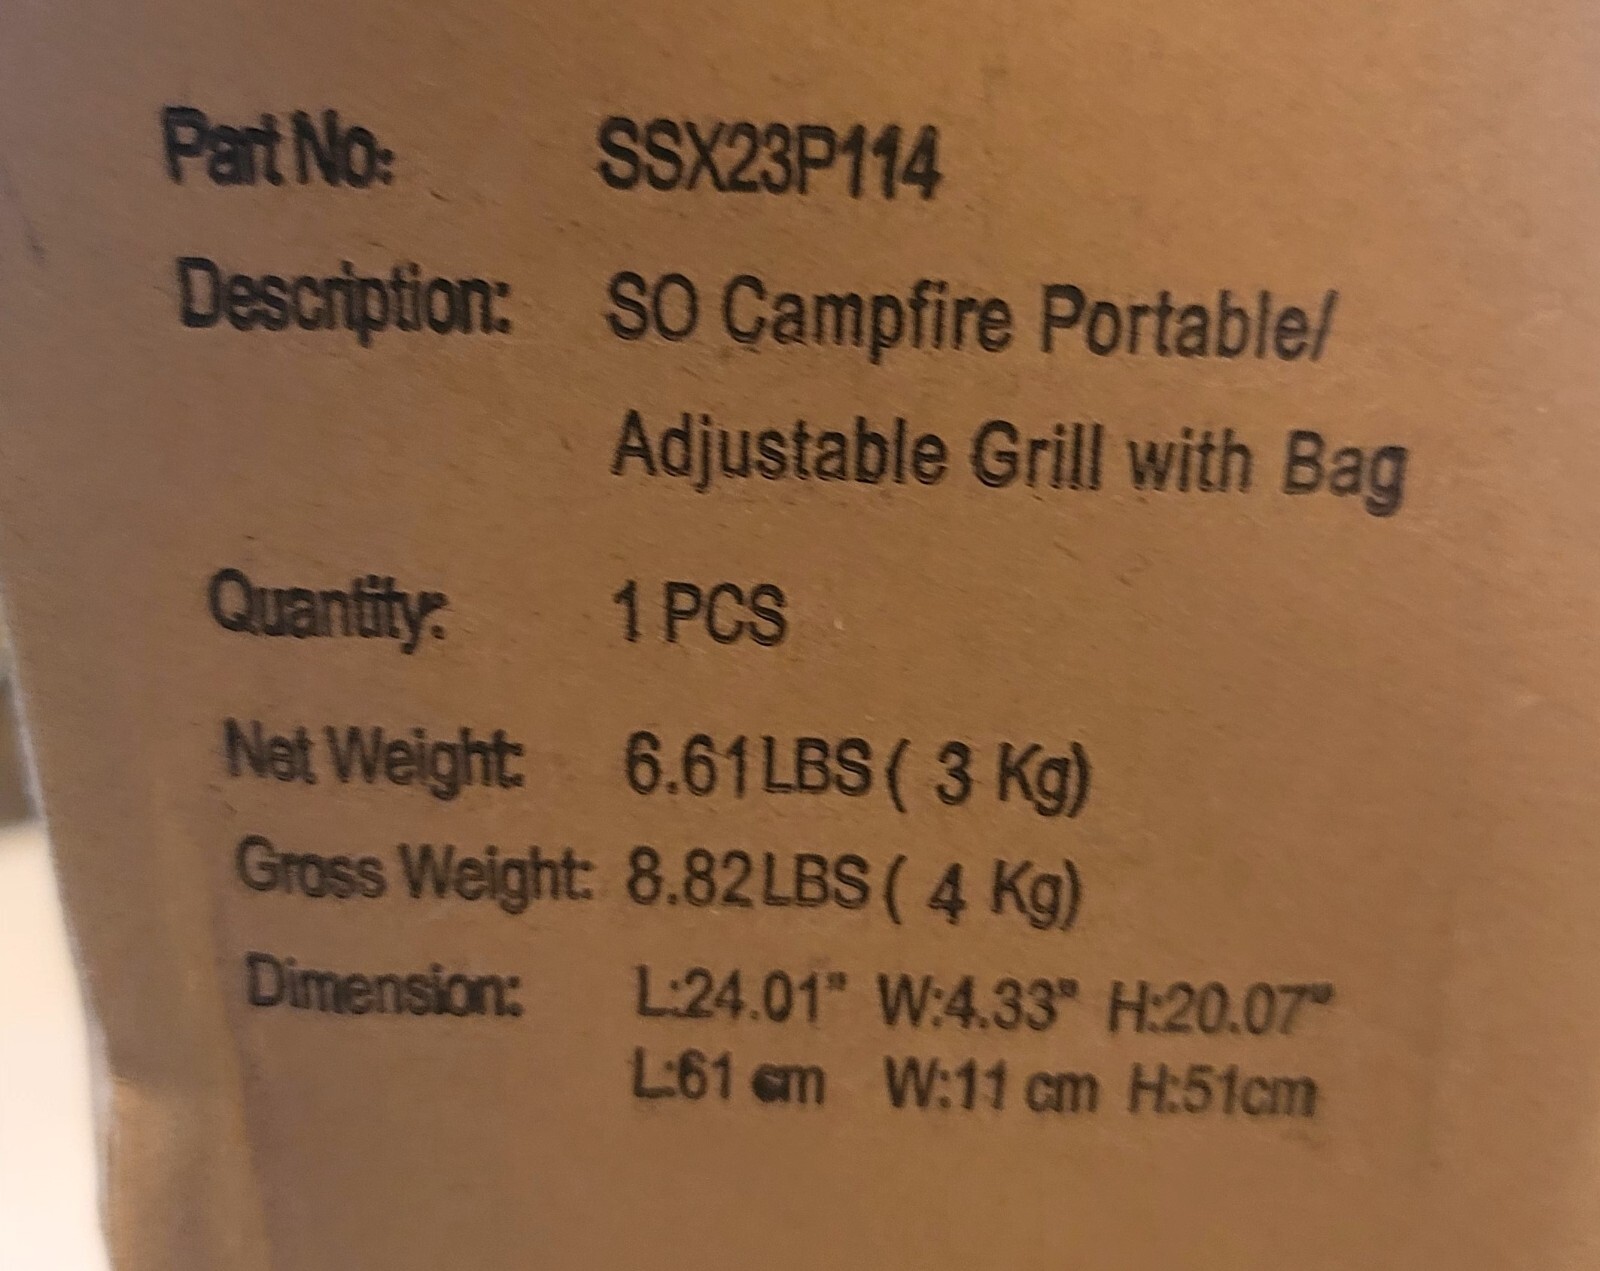 Part No: SSX23P114
Description: SO Campfire Portable/
Adjustable Grill with Bag
Quantity: 1 PCS
Net Weight: 6.61LBS ( 3 Kg)
Gross Weight: 8.82LBS ( 4 Kg)
Dimension: L:24.01" W:4.33" H:20.07"
L:61 cm W:11 cm H:51cm